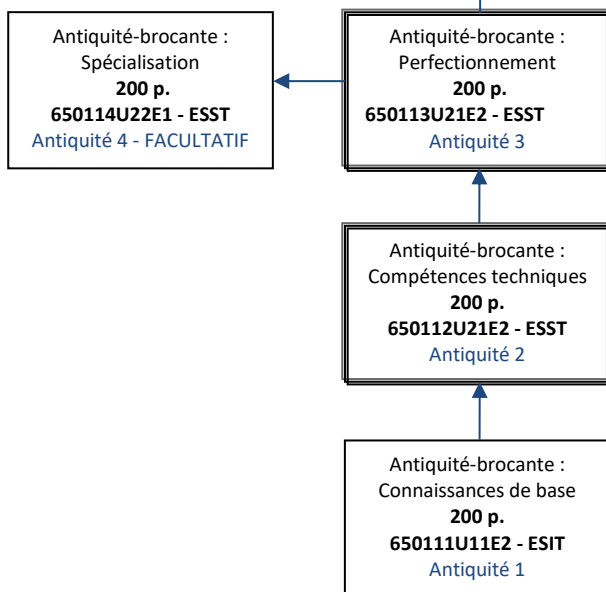 Antiquité-brocante :
Spécialisation
200 p.
650114U22E1 - ESST
Antiquité 4 - FACULTATIF
Antiquité-brocante :
Perfectionnement
200 p.
650113U21E2 - ESST
Antiquité 3
Antiquité-brocante :
Compétences techniques
200 p.
650112U21E2 - ESST
Antiquité 2
Antiquité-brocante :
Connaissances de base
200 p.
650111U11E2 - ESIT
Antiquité 1